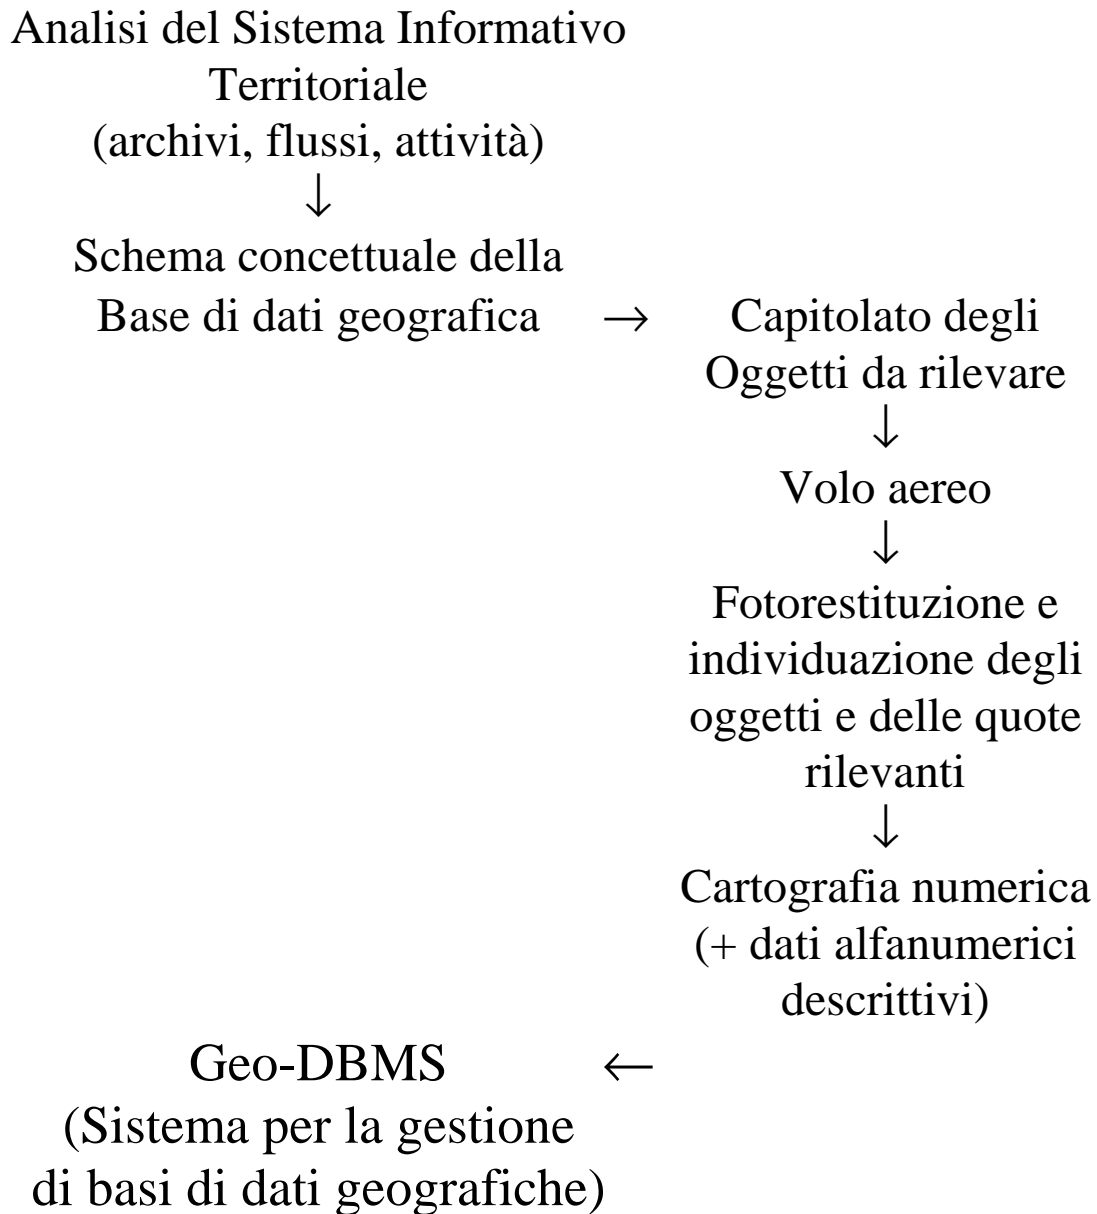 Analisi del Sistema Informativo
Territoriale
(archivi, flussi, attività)
↓
Schema concettuale della
Base di dati geografica → Capitolato degli
Oggetti da rilevare
↓
Volo aereo
↓
Fotorestituzione e
individuazione degli
oggetti e delle quote
rilevanti
↓
Cartografia numerica
(+ dati alfanumerici
descrittivi)
Geo-DBMS ←
(Sistema per la gestione
di basi di dati geografiche)